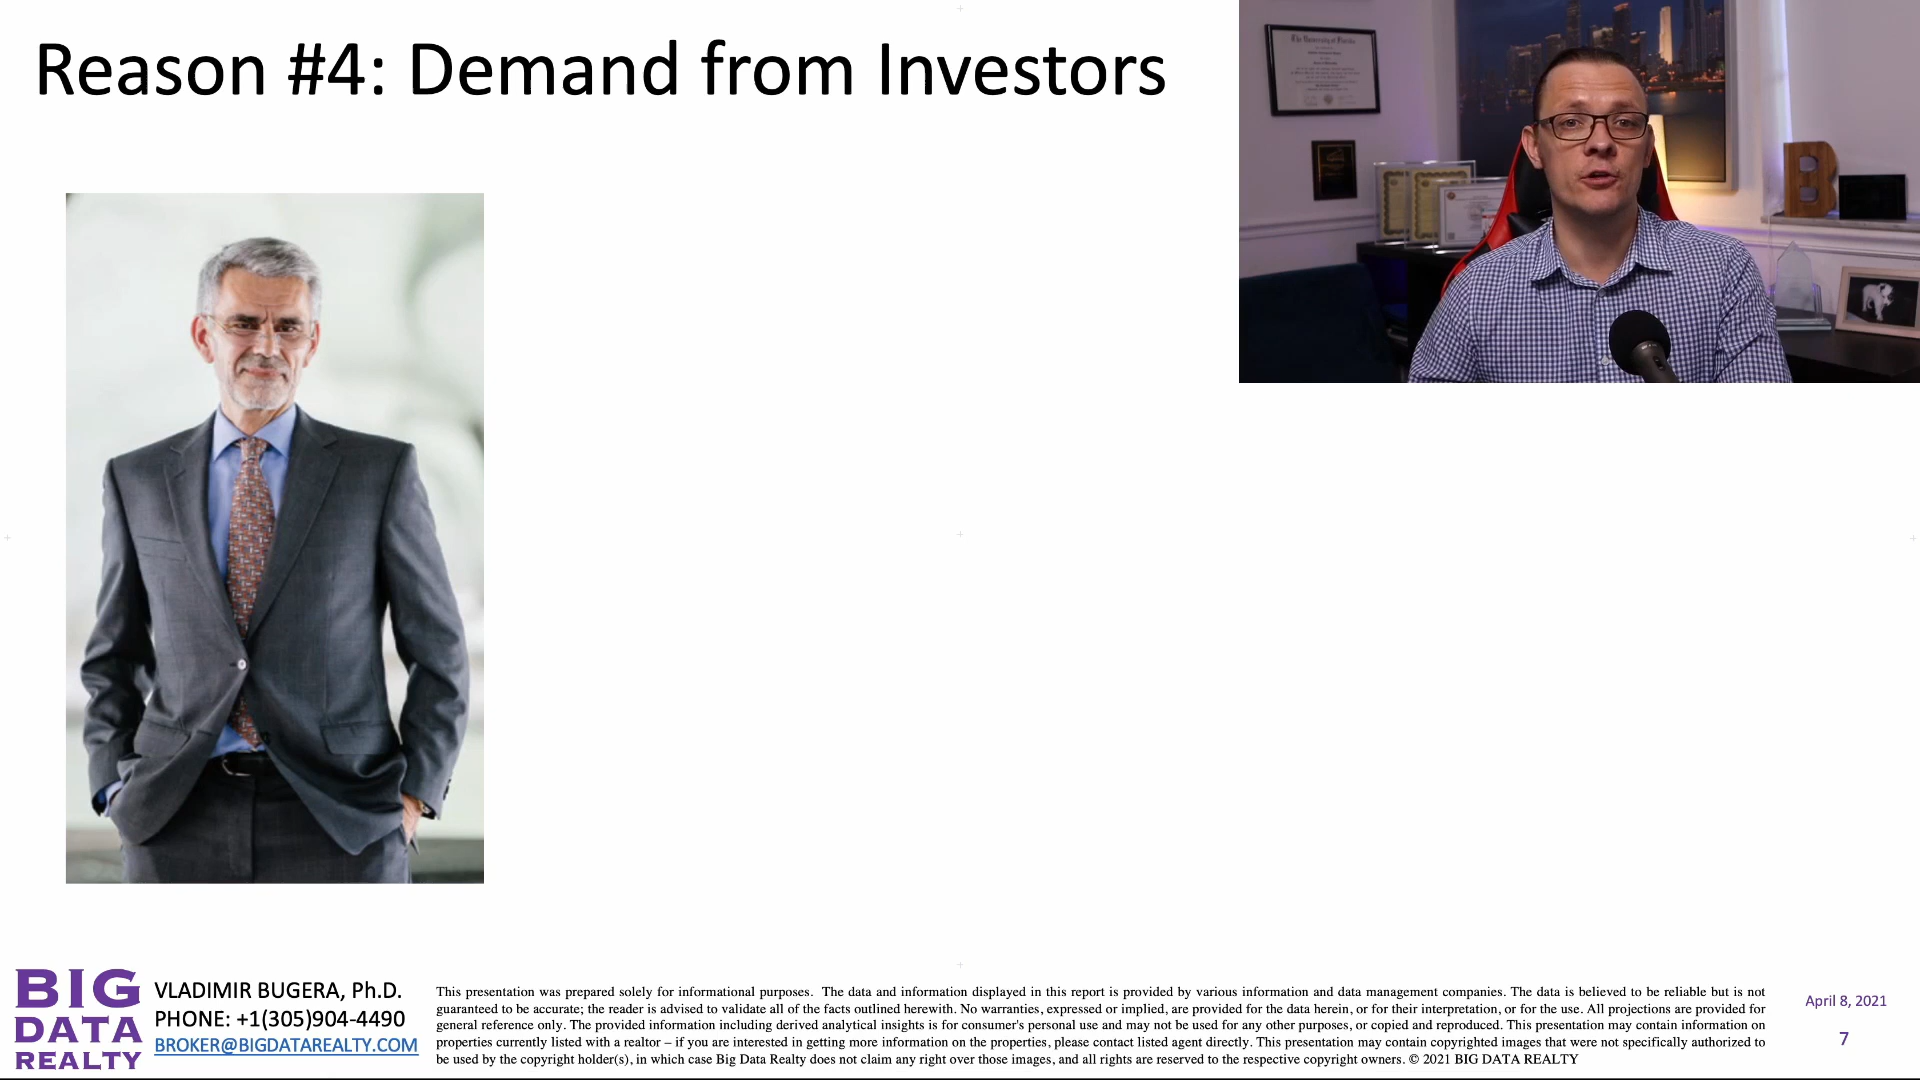 Reason #4: Demand from Investors
The University of Florida
B
BIG
DATA
REALTY
VLADIMIR BUGERA, Ph.D.
PHONE: +1(305)904-4490
BROKER@BIGDATAREALTY.COM
This presentation was prepared solely for informational purposes.  The data and information displayed in this report is provided by various information and data management companies. The data is believed to be reliable but is not
guaranteed to be accurate; the reader is advised to validate all of the facts outlined herewith. No warranties, expressed or implied, are provided for the data herein, or for their interpretation, or for the use. All projections are provided for
general reference only. The provided information including derived analytical insights is for consumer's personal use and may not be used for any other purposes, or copied and reproduced. This presentation may contain information on
properties currently listed with a realtor – if you are interested in getting more information on the properties, please contact listed agent directly. This presentation may contain copyrighted images that were not specifically authorized to
be used by the copyright holder(s), in which case Big Data Realty does not claim any right over those images, and all rights are reserved to the respective copyright owners. © 2021 BIG DATA REALTY
April 8, 2021
7